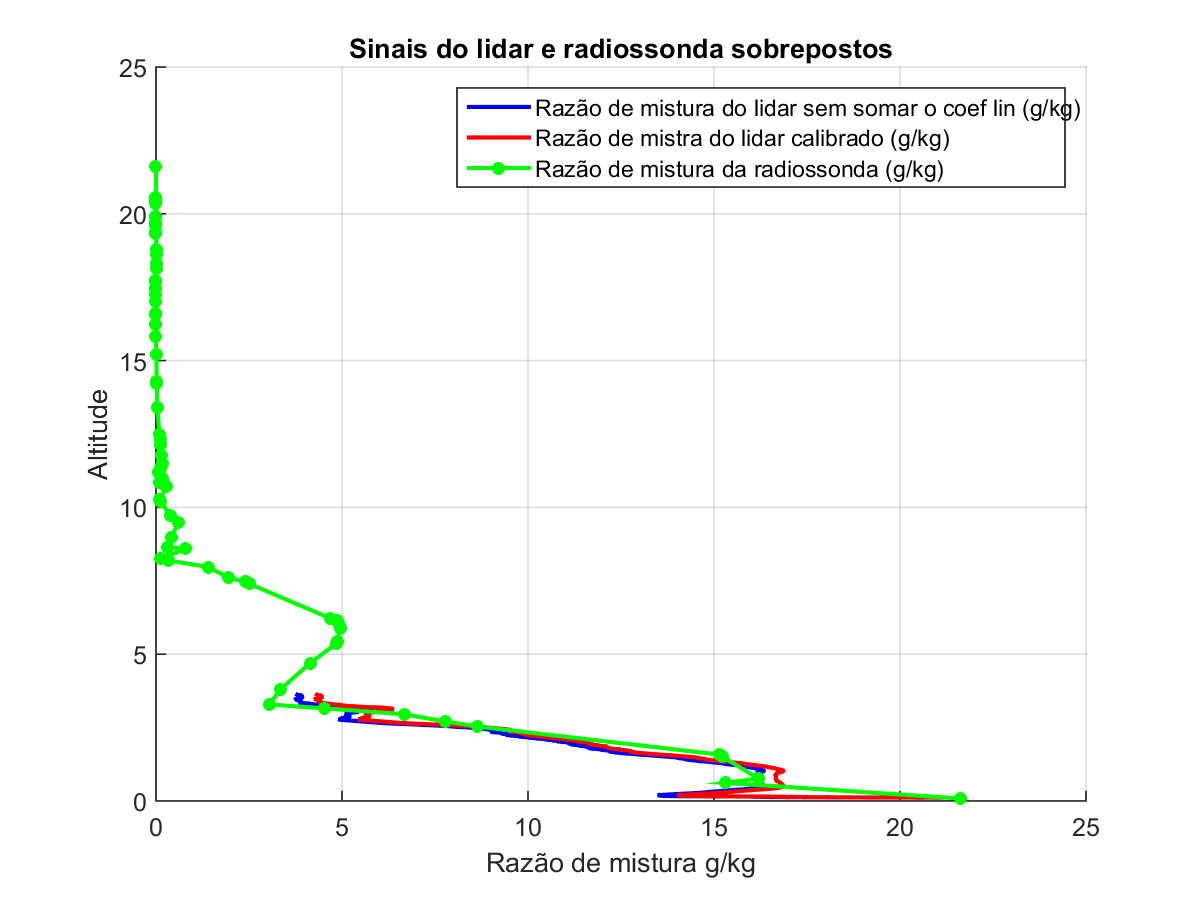 Sinais do lidar e radiossonda sobrepostos
25
20
15
10
5
0
Altitude
Razão de mistura do lidar sem somar o coef lin (g/kg)
Razão de mistra do lidar calibrado (g/kg)
Razão de mistura da radiossonda (g/kg)
0 5 10 15 20 25
Razão de mistura g/kg